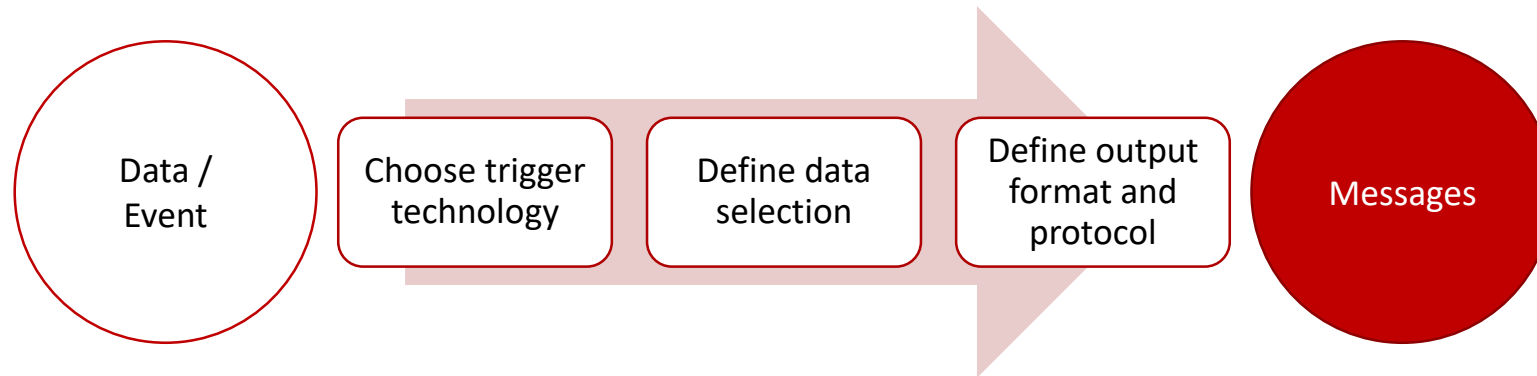 Data /
Event
Choose trigger
technology
Define data
selection
Define output
format and
protocol
Messages